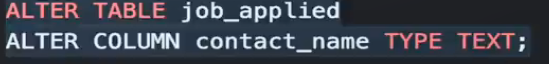 ALTER TABLE job_applied
ALTER COLUMN contact_name TYPE TEXT;